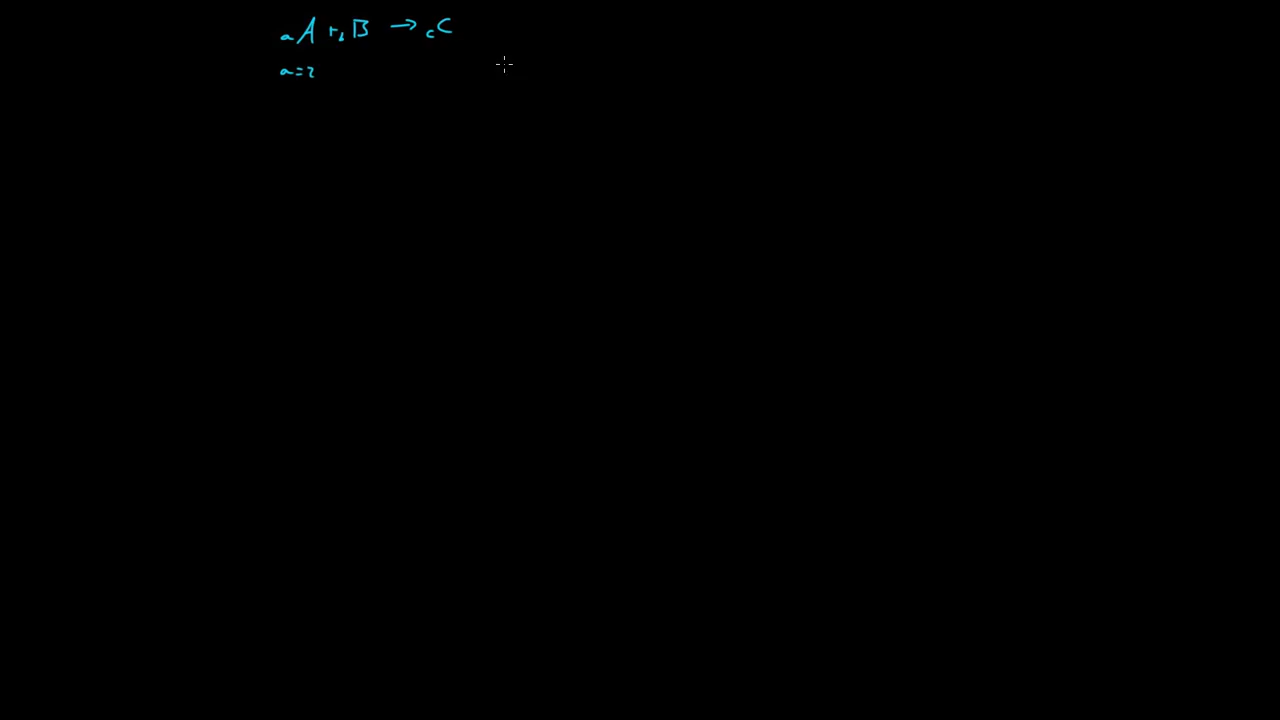 aA + bB → cC
a=2